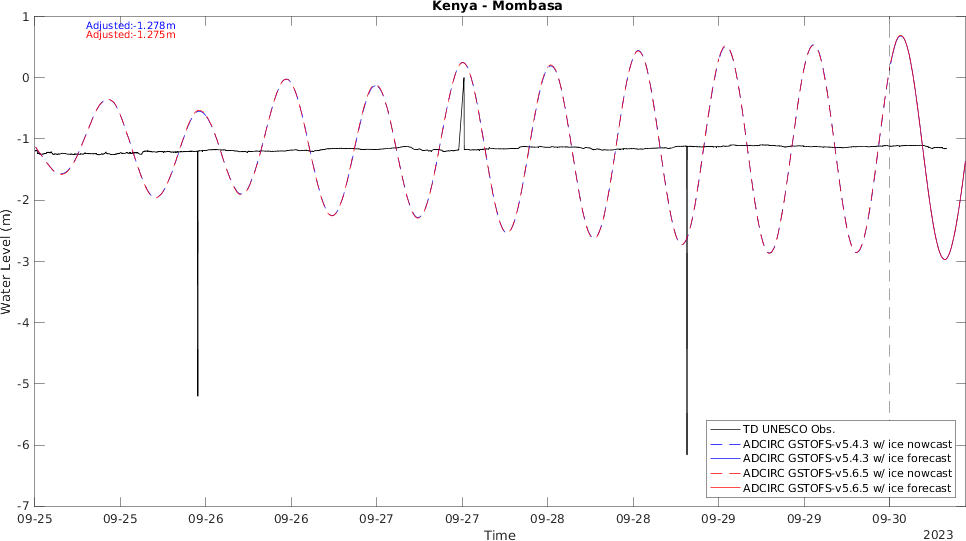 Kenya - Mombasa
Adjusted:-1.278m
Adjusted:-1.275m
1
0
-1
-2
-3
-4
-5
-6
-7
Water Level (m)
TD UNESCO Obs.
ADCIRC GSTOFS-v5.4.3 w/ ice nowcast
ADCIRC GSTOFS-v5.4.3 w/ ice forecast
ADCIRC GSTOFS-v5.6.5 w/ ice nowcast
ADCIRC GSTOFS-v5.6.5 w/ ice forecast
09-25 09-25 09-26 09-26 09-27 09-27 09-28 09-28 09-29 09-29 09-30
Time
2023